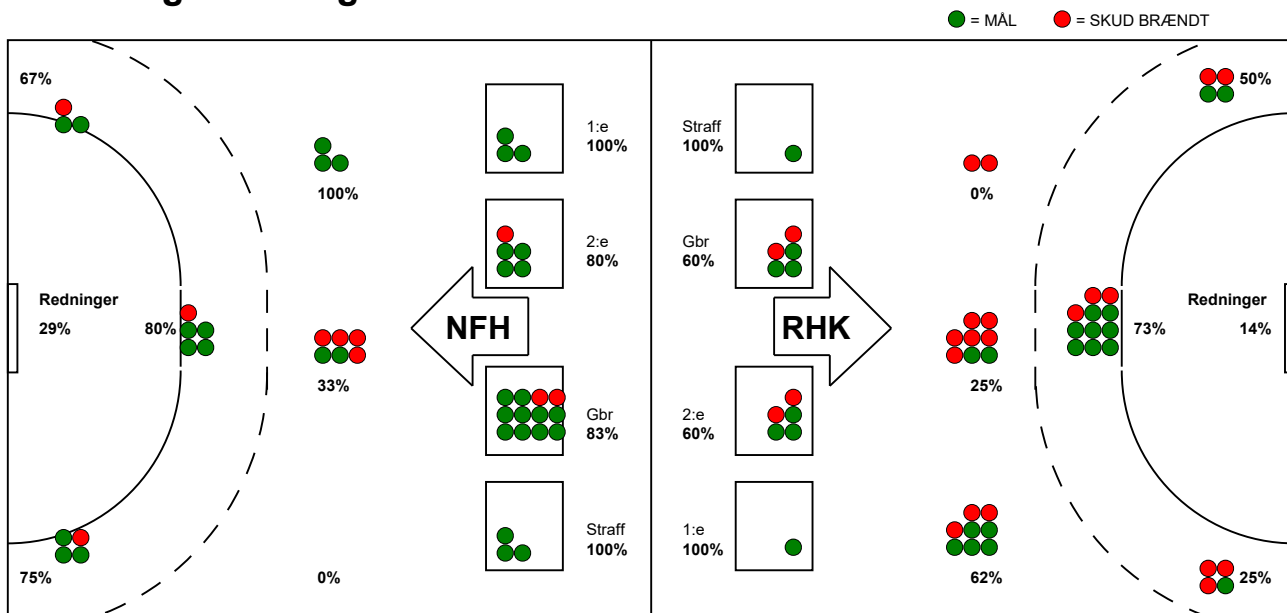 = MÅL = SKUD BRÆNDT
67%
50%
1:e
100%
Straff
100%
100%
0%
2:e
80%
Gbr
60%
Redninger
29%
80%
NFH
RHK
73%
Redninger
14%
33%
25%
Gbr
83%
2:e
60%
Straff
100%
1:e
100%
75%
0%
62%
25%